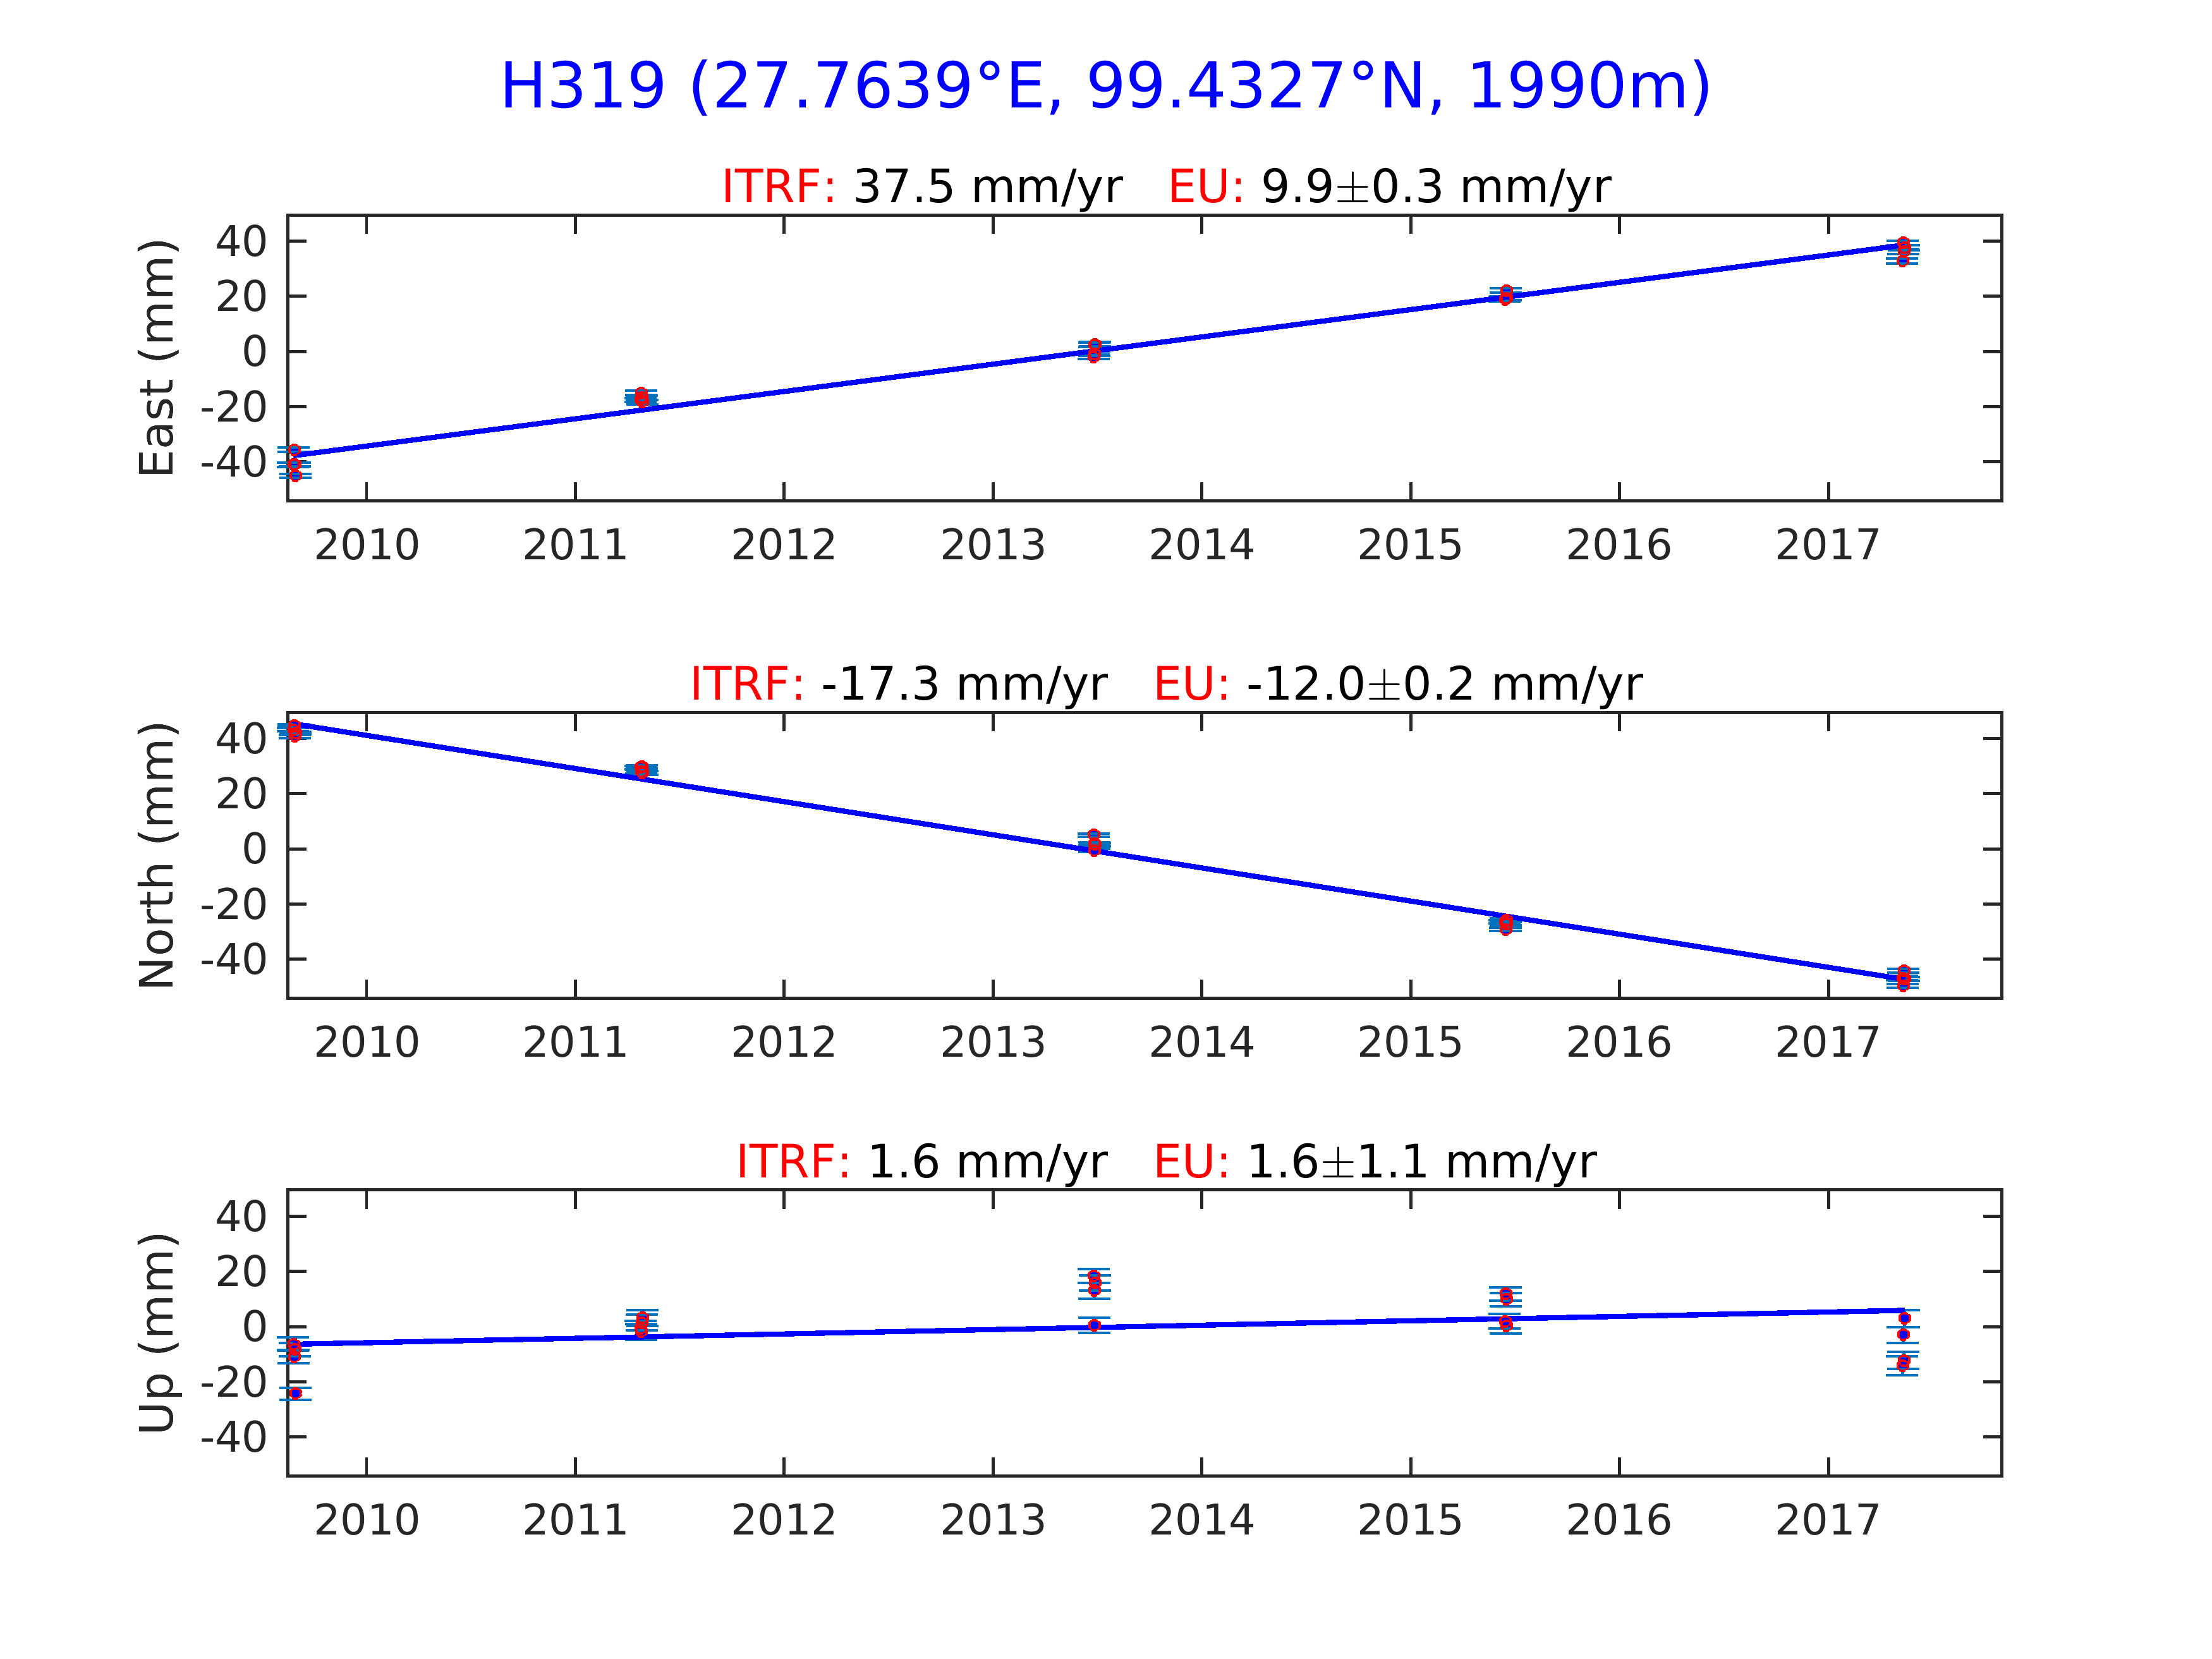 H319 (27.7639°E, 99.4327°N, 1990m)
ITRF: 37.5 mm/yr EU: 9.9±0.3 mm/yr
East (mm)
40
20
0
-20
-40
2010 2011 2012 2013 2014 2015 2016 2017
ITRF: -17.3 mm/yr EU: -12.0±0.2 mm/yr
North (mm)
40
20
0
-20
-40
2010 2011 2012 2013 2014 2015 2016 2017
ITRF: 1.6 mm/yr EU: 1.6±1.1 mm/yr
Up (mm)
40
20
0
-20
-40
2010 2011 2012 2013 2014 2015 2016 2017